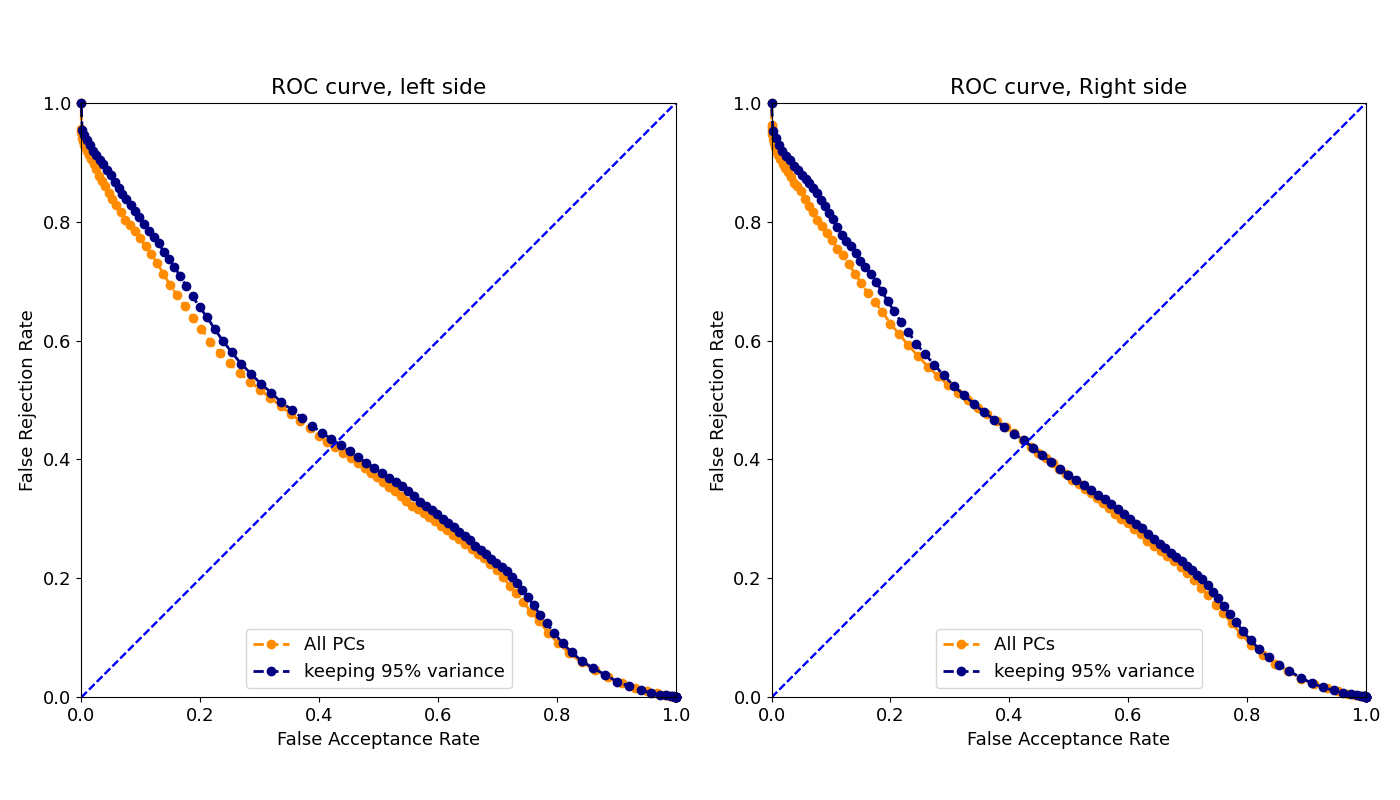 ROC curve, left side
1.0
0.8
0.6
0.4
0.2
0.0
False Rejection Rate
All PCs
keeping 95% variance
0.0 0.2 0.4 0.6 0.8 1.0
False Acceptance Rate
ROC curve, Right side
1.0
0.8
0.6
0.4
0.2
0.0
False Rejection Rate
All PCs
keeping 95% variance
0.0 0.2 0.4 0.6 0.8 1.0
False Acceptance Rate